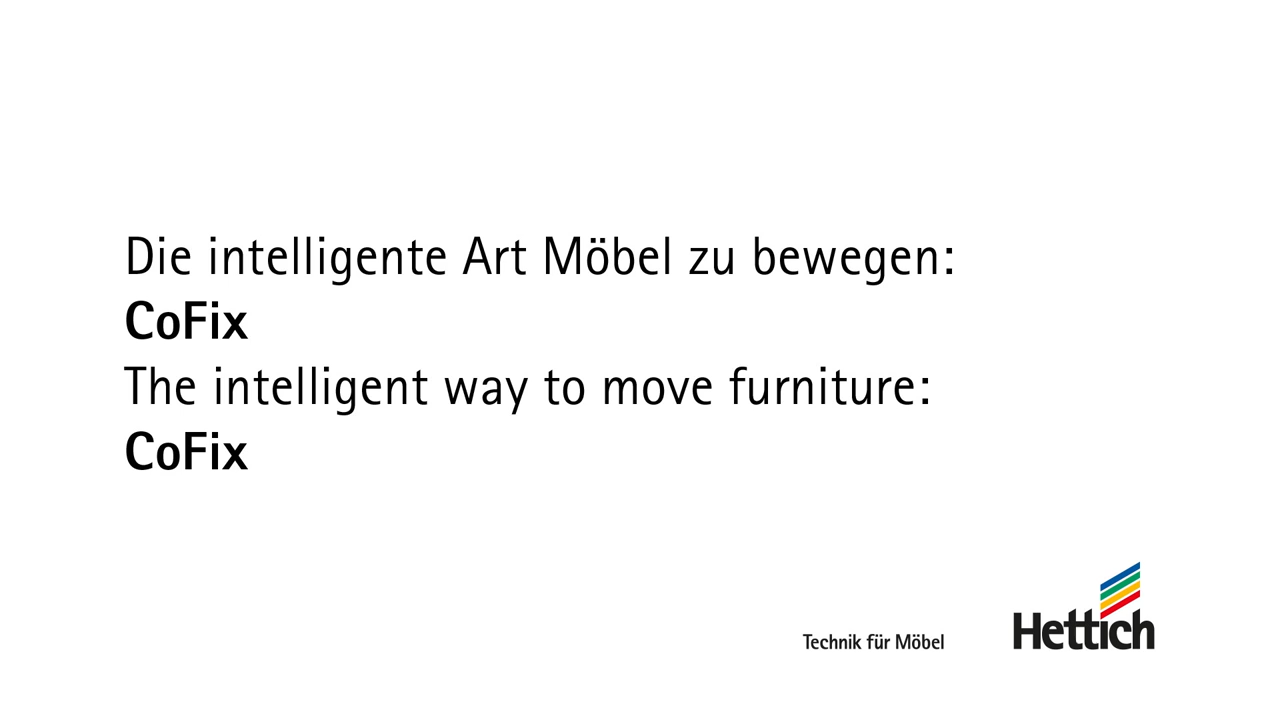 Die intelligente Art Möbel zu bewegen:
CoFix
The intelligent way to move furniture:
CoFix
Technik für Möbel
Hettich